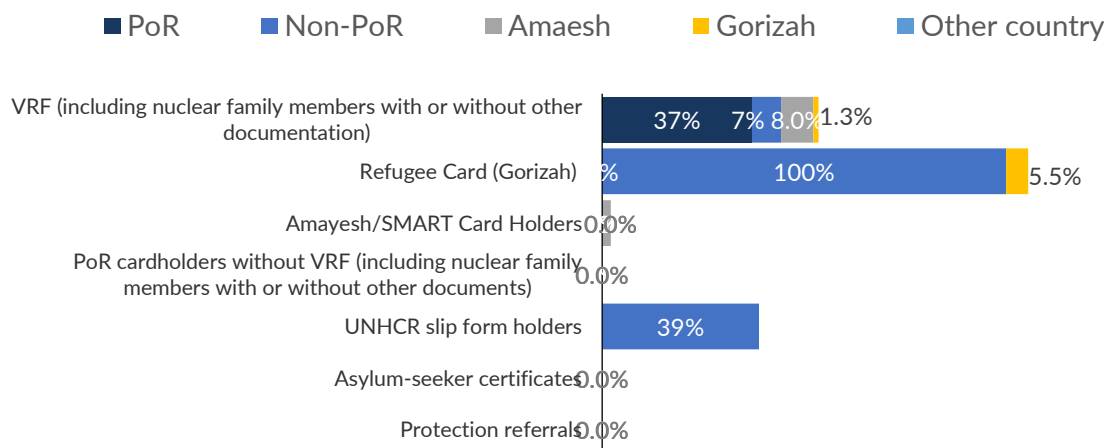 PoR Non-PoR Amaesh Gorizah Other country
VRF (including nuclear family members with or without other
documentation)
37% 7% 8.0% 1.3%
Refugee Card (Gorizah)
% 100% 5.5%
Amayesh/SMART Card Holders
0.0%
PoR cardholders without VRF (including nuclear family
members with or without other documents)
0.0%
UNHCR slip form holders
39%
Asylum-seeker certificates
0.0%
Protection referrals
0.0%